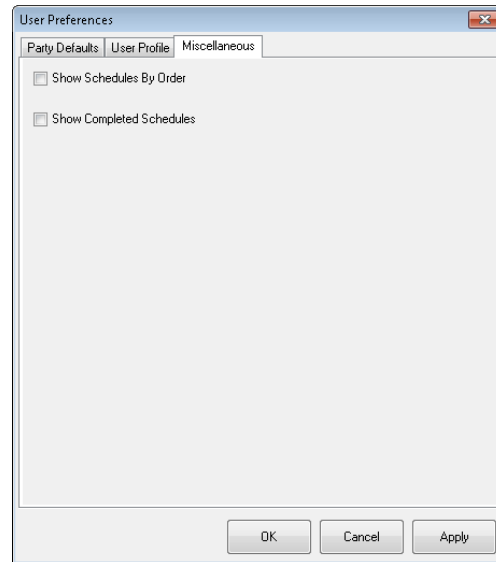 User Preferences
Party Defaults User Profile Miscellaneous
Show Schedules By Order
Show Completed Schedules
OK Cancel Apply